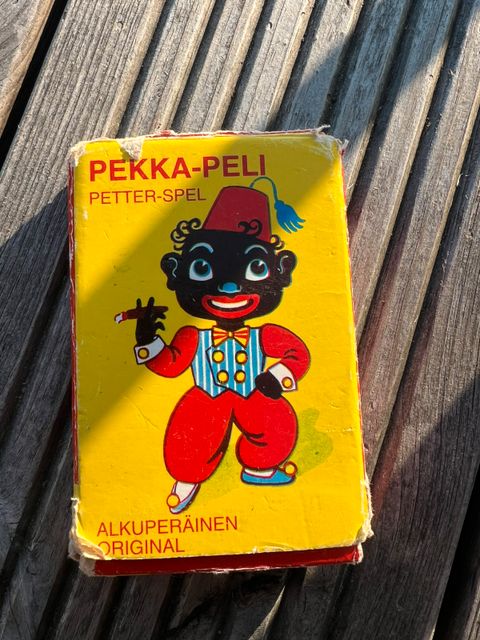 PEKKA-PELI
PETTER-SPEL
ALKUPERÄINEN
ORIGINAL